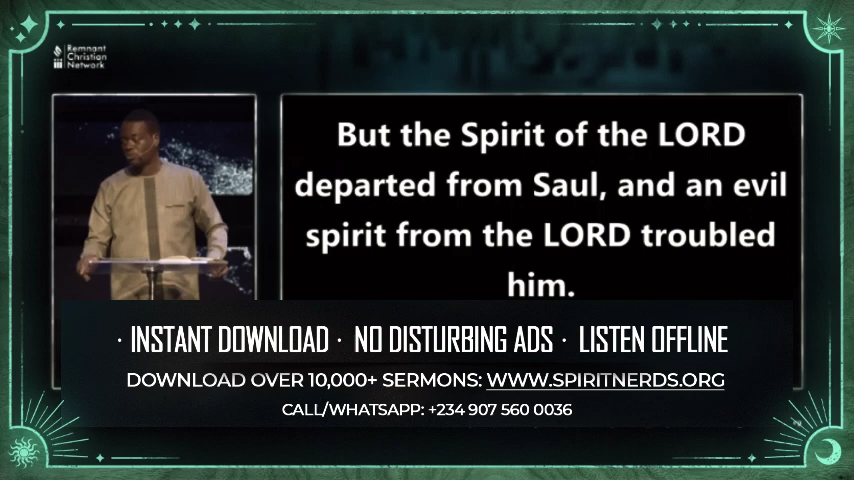 Remnant
Christian
Network
But the Spirit of the LORD
departed from Saul, and an evil
spirit from the LORD troubled
him.
· INSTANT DOWNLOAD · NO DISTURBING ADS · LISTEN OFFLINE
DOWNLOAD OVER 10,000+ SERMONS: WWW.SPIRITNERDS.ORG
CALL/WHATSAPP: +234 907 560 0036